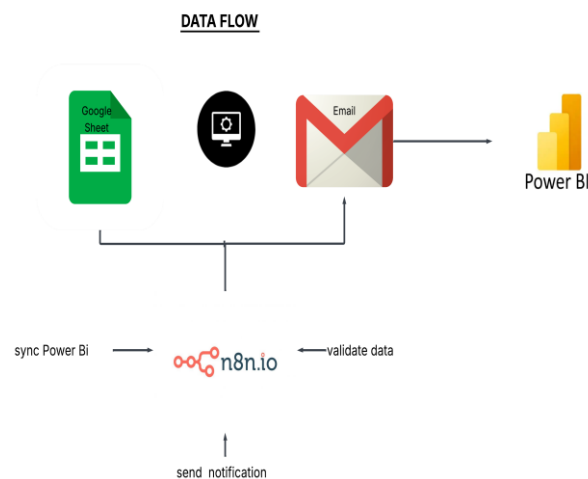 DATA FLOW
Google
Sheet
Email
Power BI
sync Power Bi
n8n.io
validate data
send notification